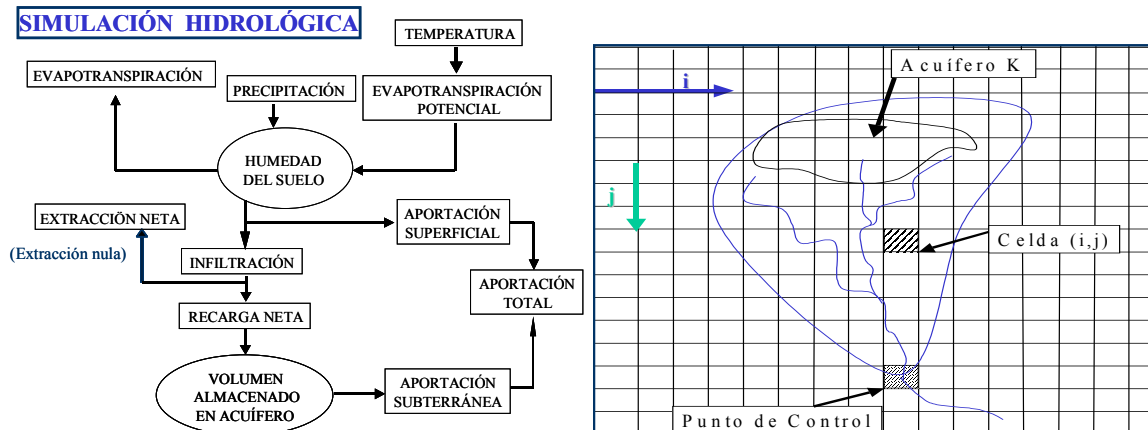 SIMULACIÓN HIDROLÓGICA
TEMPERATURA
EVAPOTRANSPIRACIÓN
PRECIPITACIÓN
EVAPOTRANSPIRACIÓN
POTENCIAL
HUMEDAD
DEL SUELO
EXTRACCIÕN NETA
(Extracción nula)
APORTACIÓN
SUPERFICIAL
INFILTRACIÓN
APORTACIÓN
TOTAL
RECARGA NETA
VOLUMEN
ALMACENADO
EN ACUÍFERO
APORTACIÓN
SUBTERRÁNEA
Acuífero K
i
j
Celda (i,j)
Punto de Control